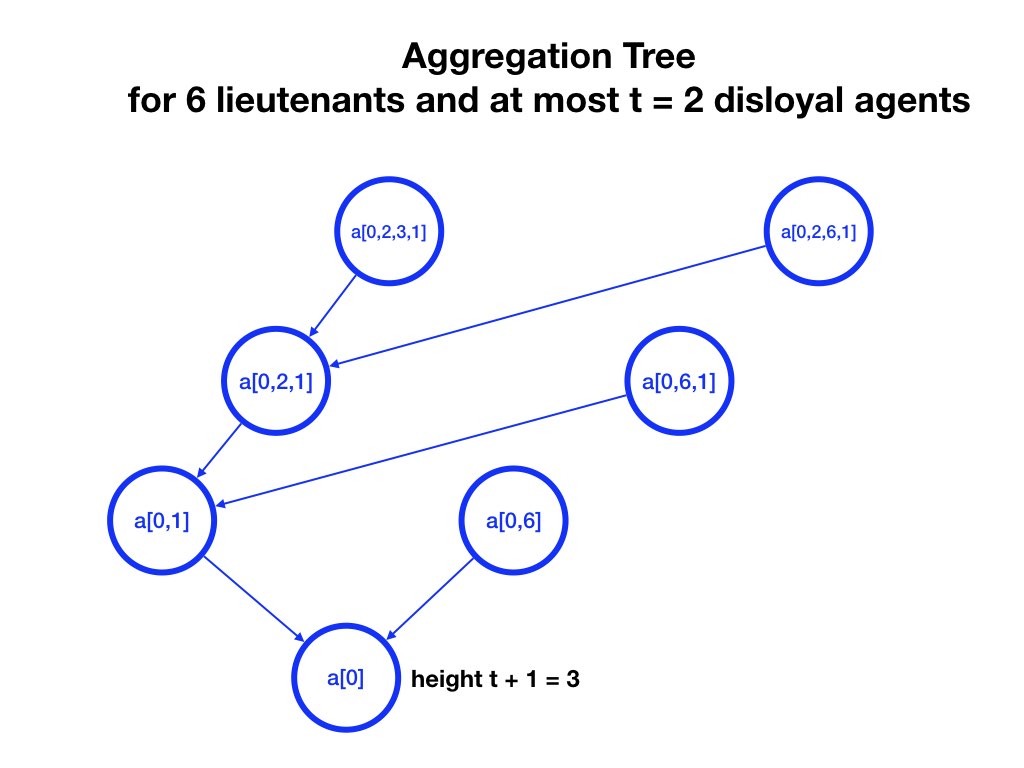 Aggregation Tree
for 6 lieutenants and at most t = 2 disloyal agents
a[0,2,3,1]
a[0,2,6,1]
a[0,2,1]
a[0,6,1]
a[0,1]
a[0,6]
a[0]
height t + 1 = 3